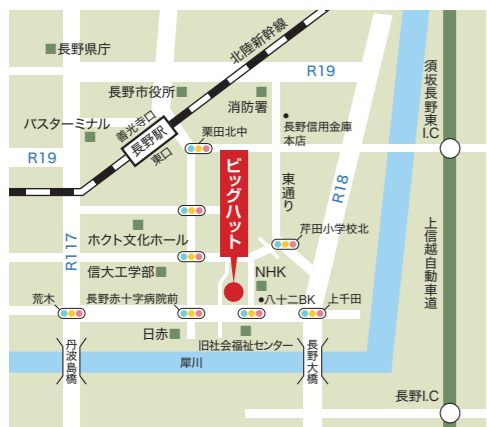 長野県庁
北陸新幹線
R19
長野市役所
消防署
須坂長野東
I.C
バスターミナル
善光寺口
長野駅
東口
栗田北中
長野信用金庫
本店
R19
ビッグハット
東通り
R18
R117
ホクト文化ホール
芹田小学校北
上信越自動車道
信大工学部
NHK
荒木
長野赤十字病院前
八十二BK
上千田
日赤
旧社会福祉センター
丹波島橋
犀川
長野大橋
長野I.C